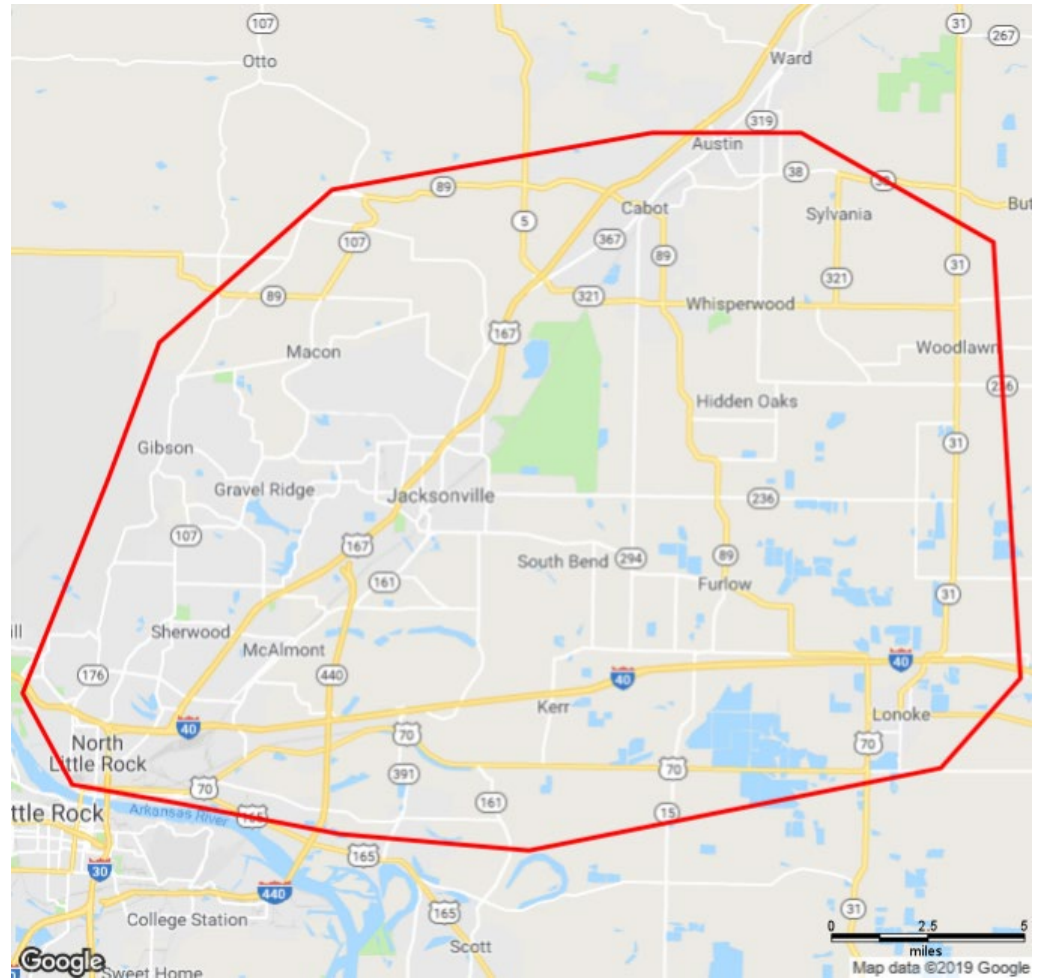 107
31
267
Otto
Ward
319
Austin
38
89
38
Cabot
Sylvania
But
5
107
367
89
31
321
89
321
Whisperwood
167
Macon
Woodlawn
236
Hidden Oaks
Gibson
31
Gravel Ridge
Jacksonville
236
107
167
South Bend
294
89
161
Furlow
31
Sherwood
ill
McAlmont
40
176
440
40
Kerr
Lonoke
40
North
Little Rock
70
70
70
391
70
161
15
ttle Rock
Arkansas River
165
165
30
440
College Station
165
31
Scott
0 2.5 5
miles
Google
Sweet Home
Map data ©2019 Google